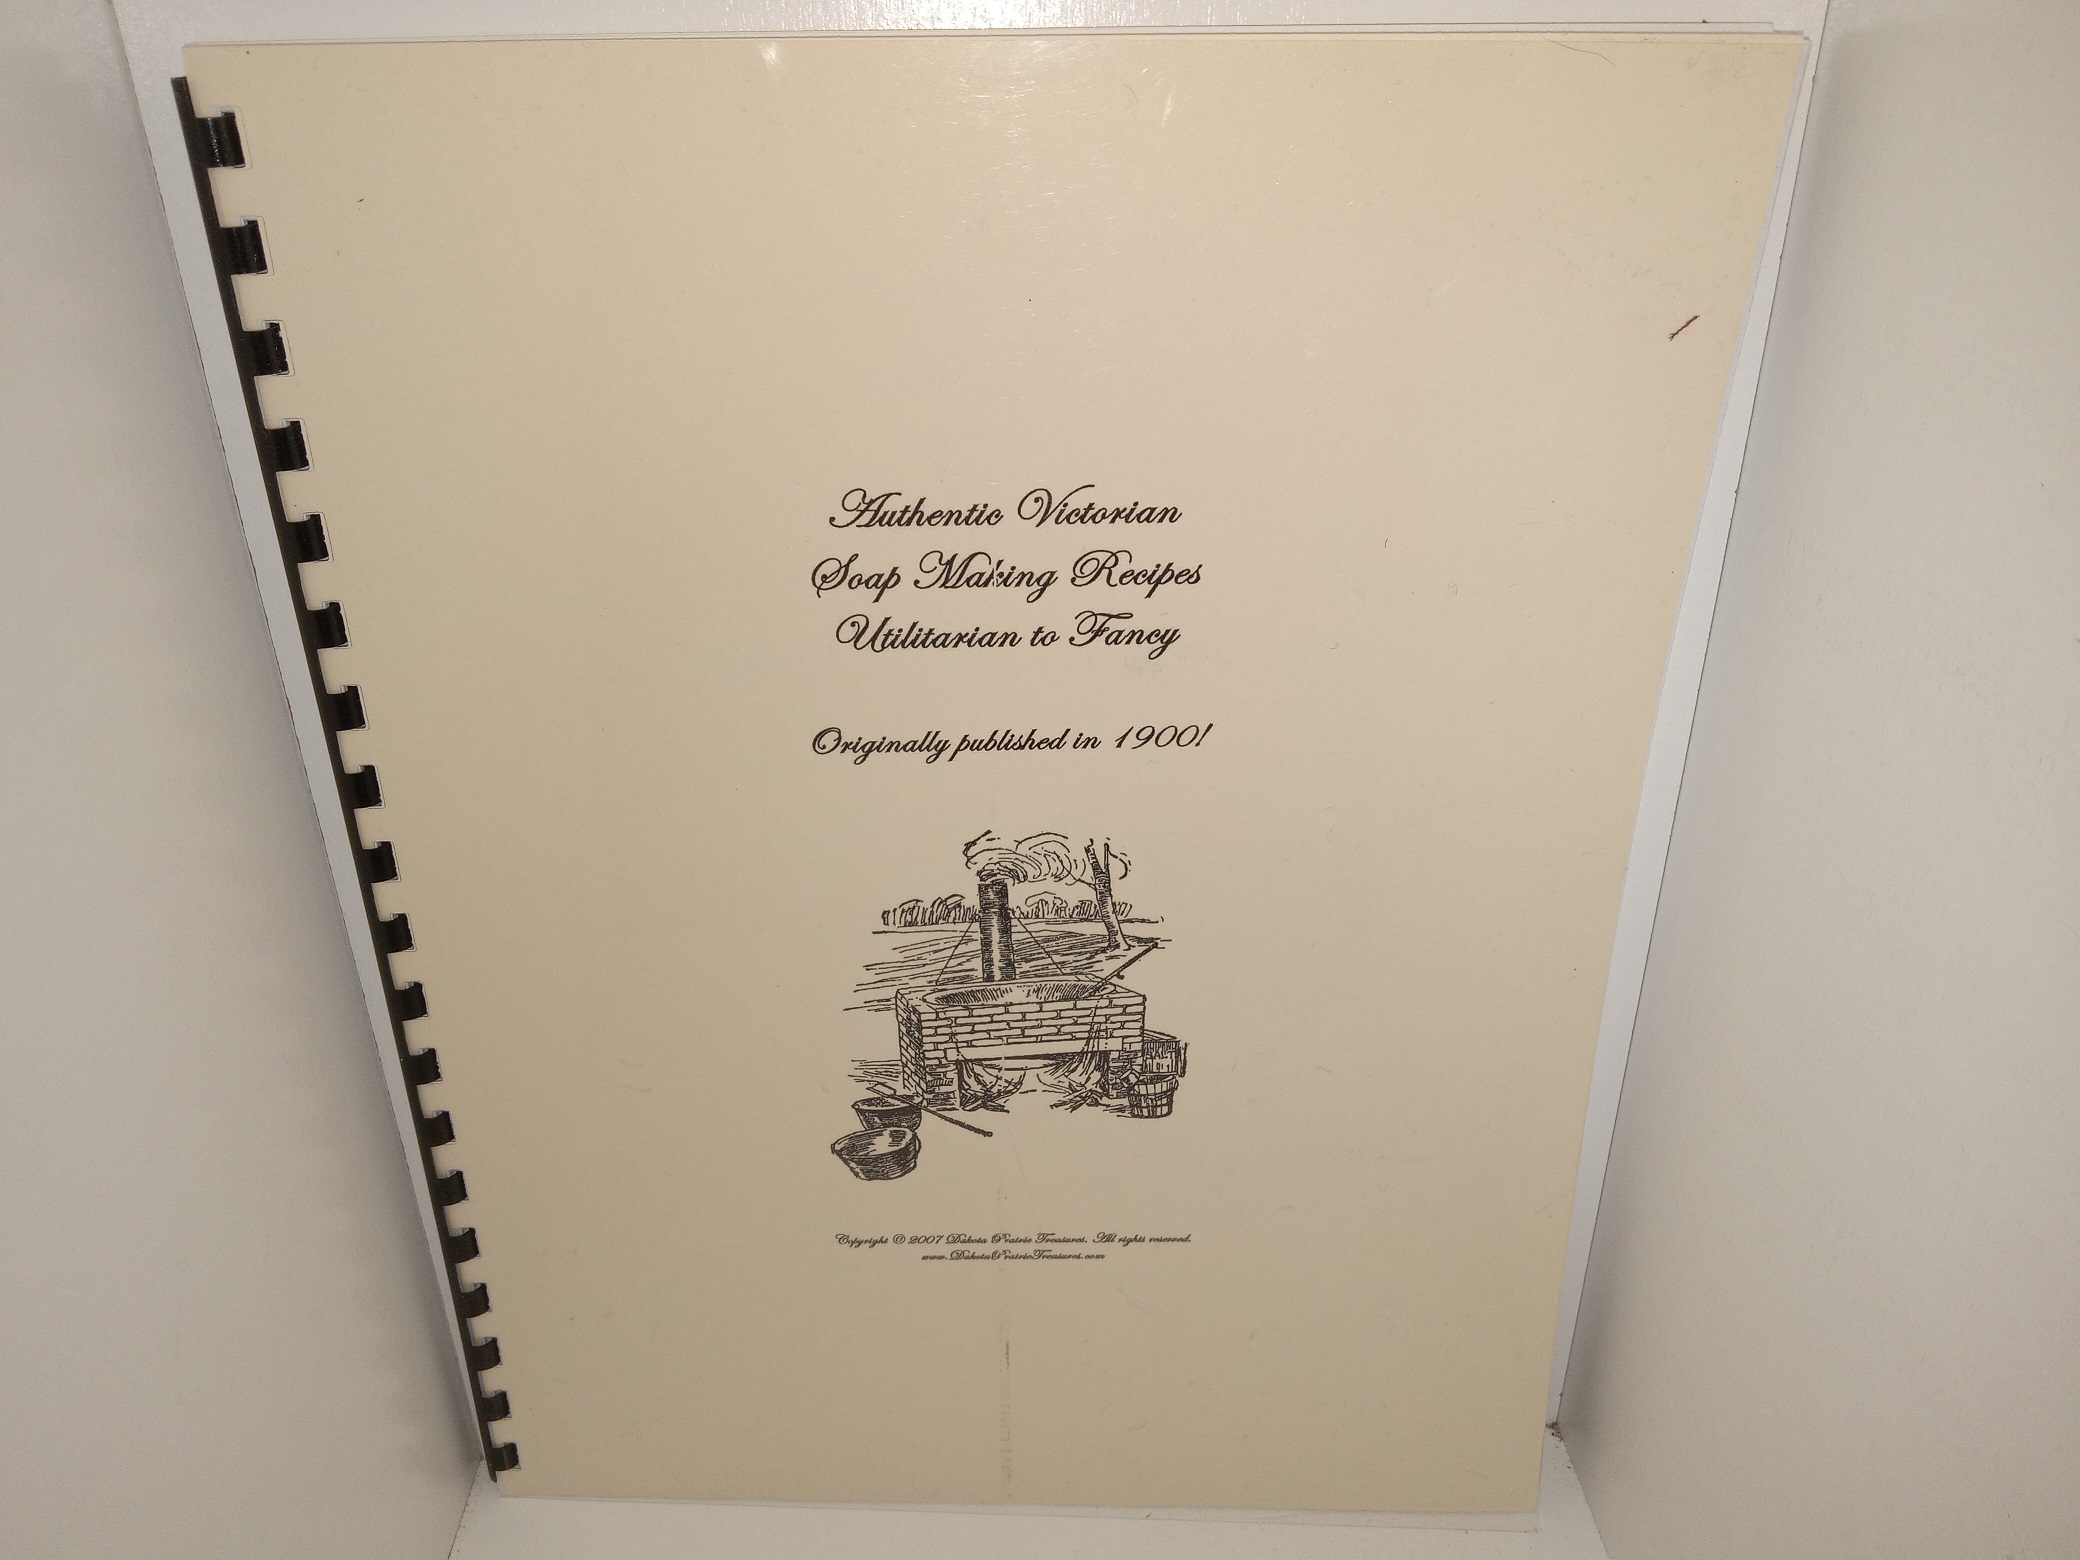 Authentic Victorian
Soap Making Recipes
Utilitarian to Fancy
Originally published in 1900!
Copyright © 2007 Dakota Prairie Treasures. All rights reserved.
www.DakotaPrairieTreasures.com